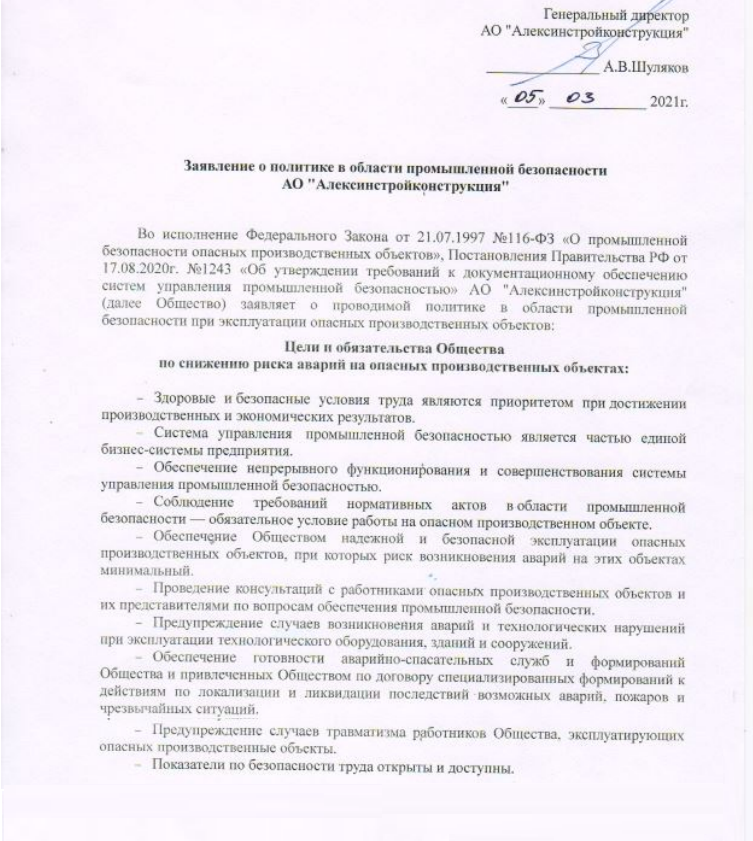 Генеральный директор
АО "Алексинстройконструкция"
______________ А.В.Шуляков
«05» 03 ____________ 2021г.
Заявление о политике в области промышленной безопасности
АО "Алексинстройконструкция"
Во исполнение Федерального Закона от 21.07.1997 №116-ФЗ «О промышленной
безопасности опасных производственных объектов», Постановления Правительства РФ от
17.08.2020г. №1243 «Об утверждении требований к документационному обеспечению
систем управления промышленной безопасностью» АО "Алексинстройконструкция"
(далее Общество) заявляет о проводимой политике в области промышленной
безопасности при эксплуатации опасных производственных объектов:
Цели и обязательства Общества
по снижению риска аварий на опасных производственных объектах:
– Здоровые и безопасные условия труда являются приоритетом при достижении
производственных и экономических результатов.
– Система управления промышленной безопасностью является частью единой
бизнес-системы предприятия.
– Обеспечение непрерывного функционирования и совершенствования системы
управления промышленной безопасностью.
– Соблюдение требований нормативных актов в области промышленной
безопасности — обязательное условие работы на опасном производственном объекте.
– Обеспечение Обществом надежной и безопасной эксплуатации опасных
производственных объектов, при которых риск возникновения аварий на этих объектах
минимальный.
– Проведение консультаций с работниками опасных производственных объектов и
их представителями по вопросам обеспечения промышленной безопасности.
– Предупреждение случаев возникновения аварий и технологических нарушений
при эксплуатации технологического оборудования, зданий и сооружений.
– Обеспечение готовности аварийно-спасательных служб и формирований
Общества и привлеченных Обществом по договору специализированных формирований к
действиям по локализации и ликвидации последствий возможных аварий, пожаров и
чрезвычайных ситуаций.
– Предупреждение случаев травматизма работников Общества, эксплуатирующих
опасных производственные объекты.
– Показатели по безопасности труда открыты и доступны.